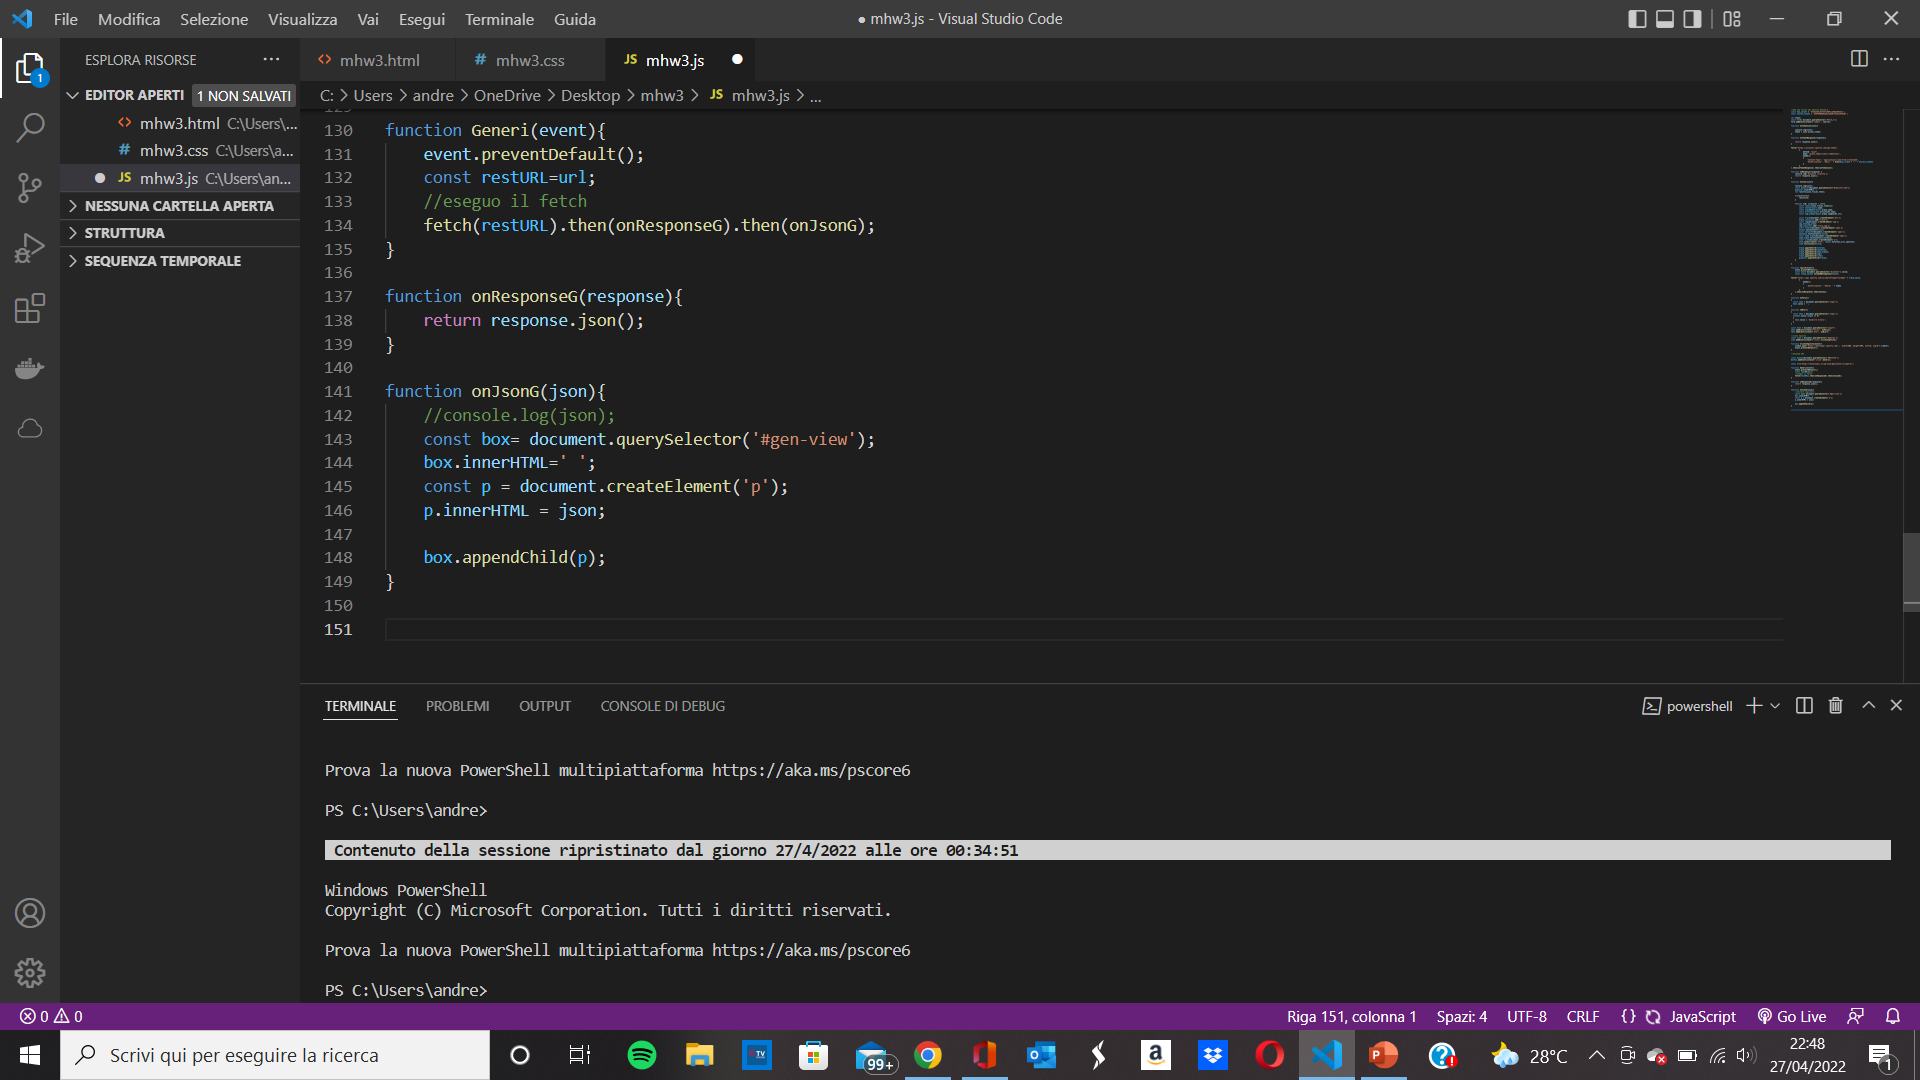 File Modifica Selezione Visualizza Vai Esegui Terminale Guida
● mhw3.js - Visual Studio Code
ESPLORA RISORSE ···
EDITOR APERTI 1 NON SALVATI
<> mhw3.html C:\Users\...
# mhw3.css C:\Users\a...
● JS mhw3.js C:\Users\an...
NESSUNA CARTELLA APERTA
STRUTTURA
SEQUENZA TEMPORALE
<> mhw3.html # mhw3.css JS mhw3.js ●
C: > Users > andre > OneDrive > Desktop > mhw3 > JS mhw3.js > ...
130 function Generi(event){
131 event.preventDefault();
132 const restURL=url;
133 //eseguo il fetch
134 fetch(restURL).then(onResponseG).then(onJsonG);
135 }
136
137 function onResponseG(response){
138 return response.json();
139 }
140
141 function onJsonG(json){
142 //console.log(json);
143 const box= document.querySelector('#gen-view');
144 box.innerHTML=' ';
145 const p = document.createElement('p');
146 p.innerHTML = json;
147
148 box.appendChild(p);
149 }
150
151
TERMINALE PROBLEMI OUTPUT CONSOLE DI DEBUG
powershell
Prova la nuova PowerShell multipiattaforma https://aka.ms/pscore6
PS C:\Users\andre>
Contenuto della sessione ripristinato dal giorno 27/4/2022 alle ore 00:34:51
Windows PowerShell
Copyright (C) Microsoft Corporation. Tutti i diritti riservati.
Prova la nuova PowerShell multipiattaforma https://aka.ms/pscore6
PS C:\Users\andre>
0 0
Riga 151, colonna 1 Spazi: 4 UTF-8 CRLF {} JavaScript Go Live
Scrivi qui per eseguire la ricerca
TV
99+
28°C
22:48
27/04/2022
1